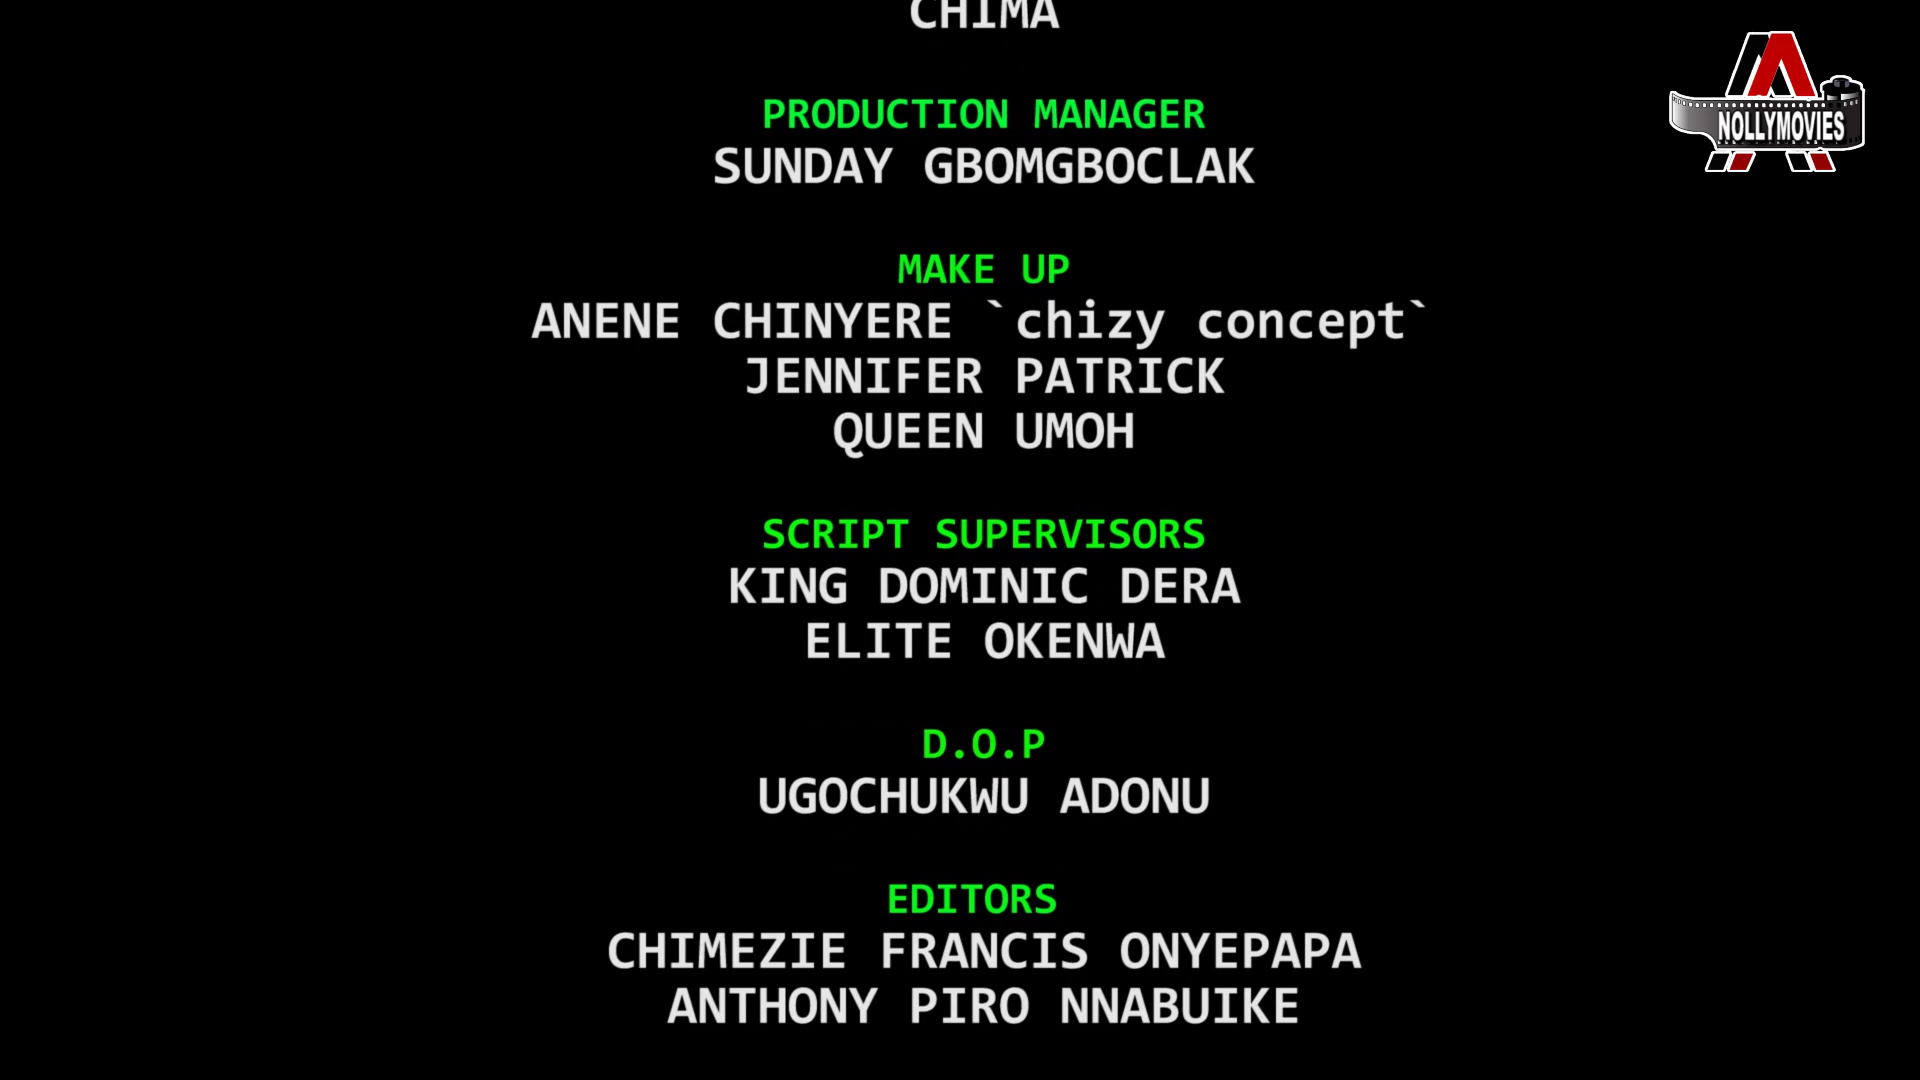 CHIMA
PRODUCTION MANAGER
SUNDAY GBOMGBOCLAK
MAKE UP
ANENE CHINYERE `chizy concept`
JENNIFER PATRICK
QUEEN UMOH
SCRIPT SUPERVISORS
KING DOMINIC DERA
ELITE OKENWA
D.O.P
UGOCHUKWU ADONU
EDITORS
CHIMEZIE FRANCIS ONYEPAPA
ANTHONY PIRO NNABUIKE
NOLLYMOVIES